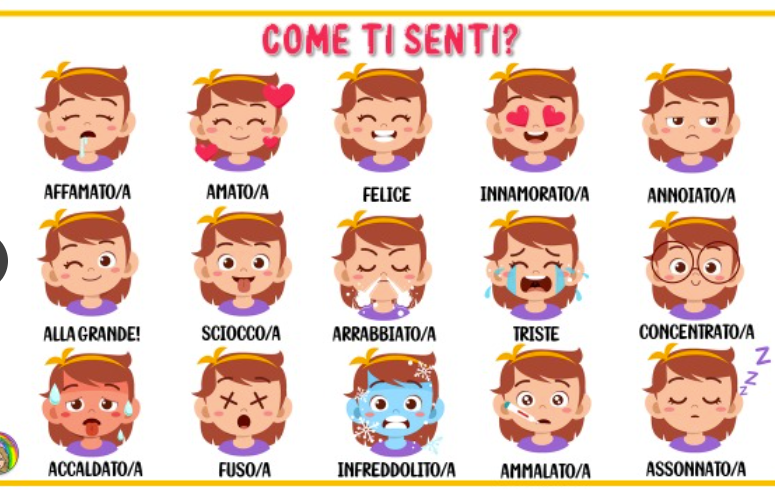 COME TI SENTI?
AFFAMATO/A AMATO/A FELICE INNAMORATO/A ANNOIATO/A
ALLA GRANDE! SCIOCCO/A ARRABBIATO/A TRISTE CONCENTRATO/A
Z
Z
Z
ACCALDATO/A FUSO/A INFREDDOLITO/A AMMALATO/A ASSONNATO/A